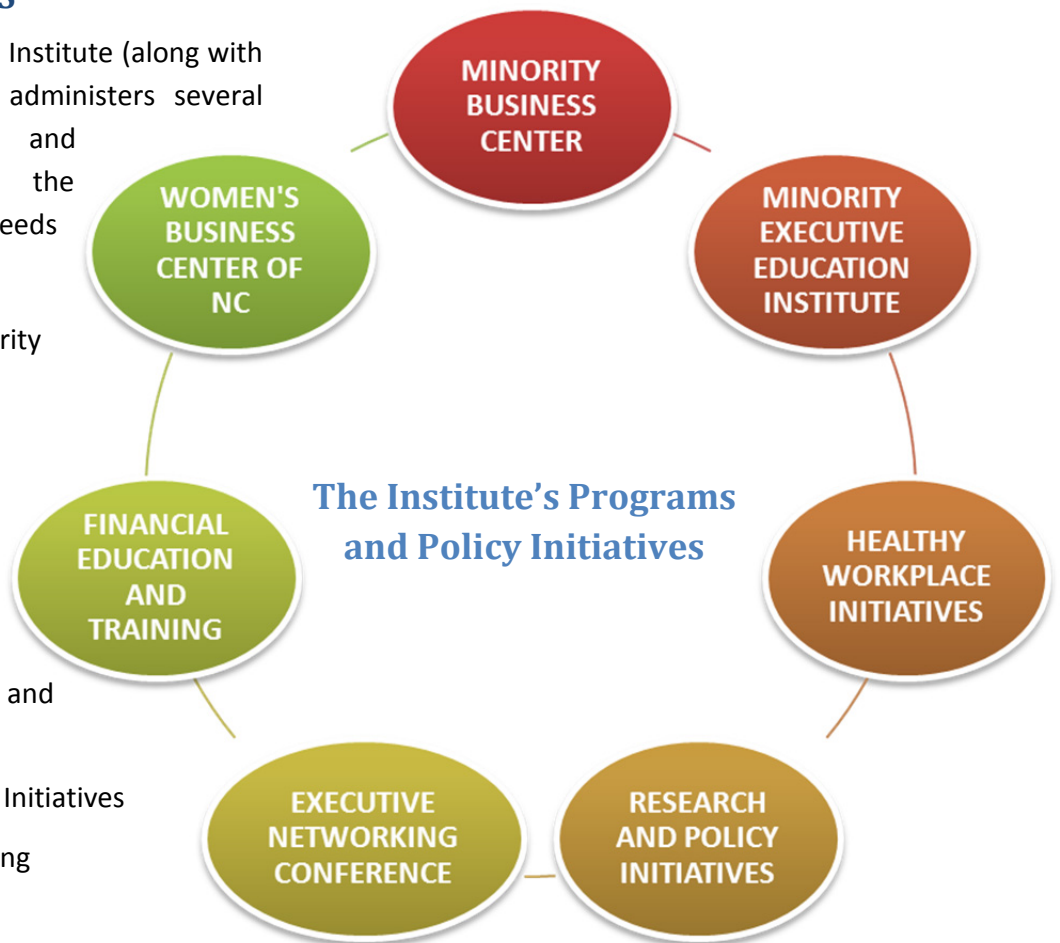 Institute (along with
administers several
and
the
rity
and
Initiatives
MINORITY
BUSINESS
CENTER
MINORITY
EXECUTIVE
EDUCATION
INSTITUTE
HEALTHY
WORKPLACE
INITIATIVES
RESEARCH
AND POLICY
INITIATIVES
EXECUTIVE
NETWORKING
CONFERENCE
FINANCIAL
EDUCATION
AND
TRAINING
WOMEN'S
BUSINESS
CENTER OF
NC
The Institute’s Programs
and Policy Initiatives